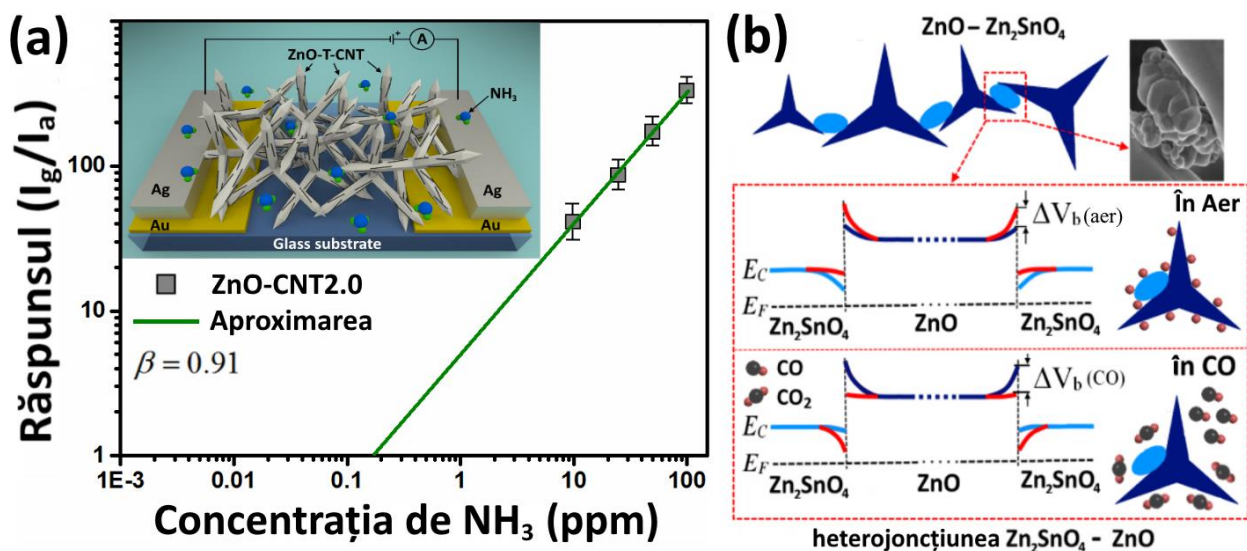 (a)
Răspunsul (Ig/Ia)
100
10
1
1E-3
0.01
0.1
1
10
100
Concentrația de NH₃ (ppm)
ZnO-T-CNT
A
NH₃
Ag
Ag
Au
Au
Glass substrate
ZnO-CNT2.0
Aproximarea
β = 0.91
(b)
ZnO – Zn₂SnO₄
În Aer
ΔVb (aer)
EC
EF
Zn₂SnO₄
ZnO
Zn₂SnO₄
în CO
CO
CO₂
ΔVb (CO)
EC
EF
Zn₂SnO₄
ZnO
Zn₂SnO₄
heterojoncțiunea Zn₂SnO₄ - ZnO